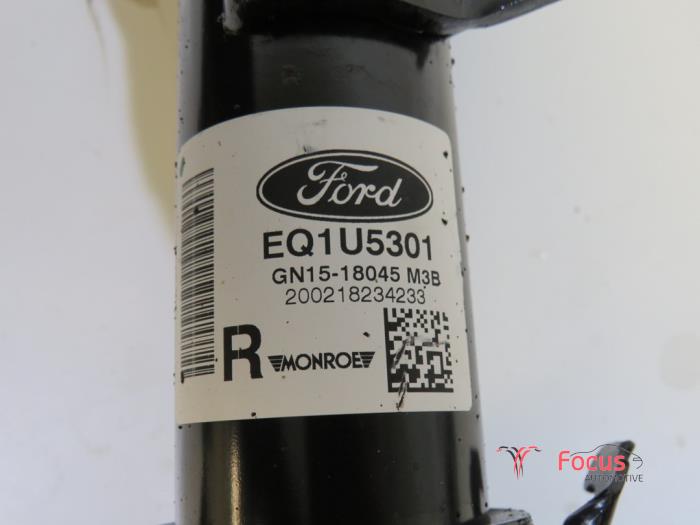 Ford
EQ1U5301
GN15-18045 M3B
200218234233
R MONROE
Focus
AUTOMOTIVE